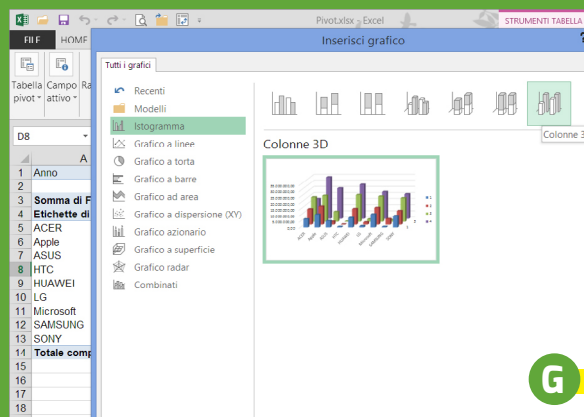 Pivot.xlsx - Excel
STRUMENTI TABELLA
FILE
HOME
Inserisci grafico
?
Tabella
pivot
Campo
attivo
Ra
Tutti i grafici
Recenti
Modelli
Istogramma
Grafico a linee
Grafico a torta
Grafico a barre
Grafico ad area
Grafico a dispersione (XY)
Grafico azionario
Grafico a superficie
Grafico radar
Combinati
Colonne 3D
Colonne 3
D8
A
1 Anno
2
3 Somma di F
4 Etichette di
5 ACER
6 Apple
7 ASUS
8 HTC
9 HUAWEI
10 LG
11 Microsoft
12 SAMSUNG
13 SONY
14 Totale comp
15
16
17
18
G